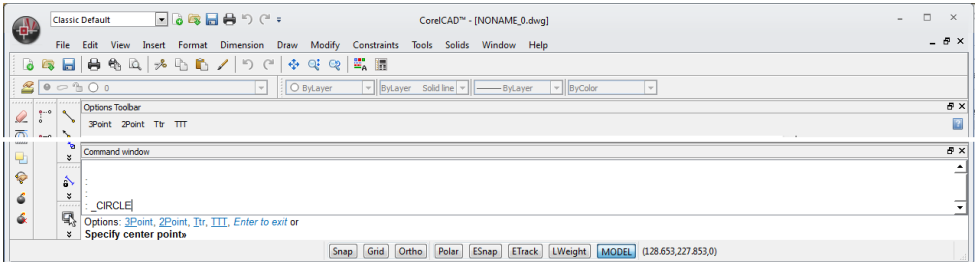 Classic Default
CorelCAD™ - [NONAME_0.dwg]
File Edit View Insert Format Dimension Draw Modify Constraints Tools Solids Window Help
0 ByLayer ByLayer Solid line ByLayer ByColor
Options Toolbar
3Point 2Point Ttr TTT
Command window
:
:
: _CIRCLE
Options: 3Point, 2Point, Ttr, TTT, Enter to exit or
Specify center point»
Snap Grid Ortho Polar ESnap ETrack LWeight MODEL (128.653,227.853,0)